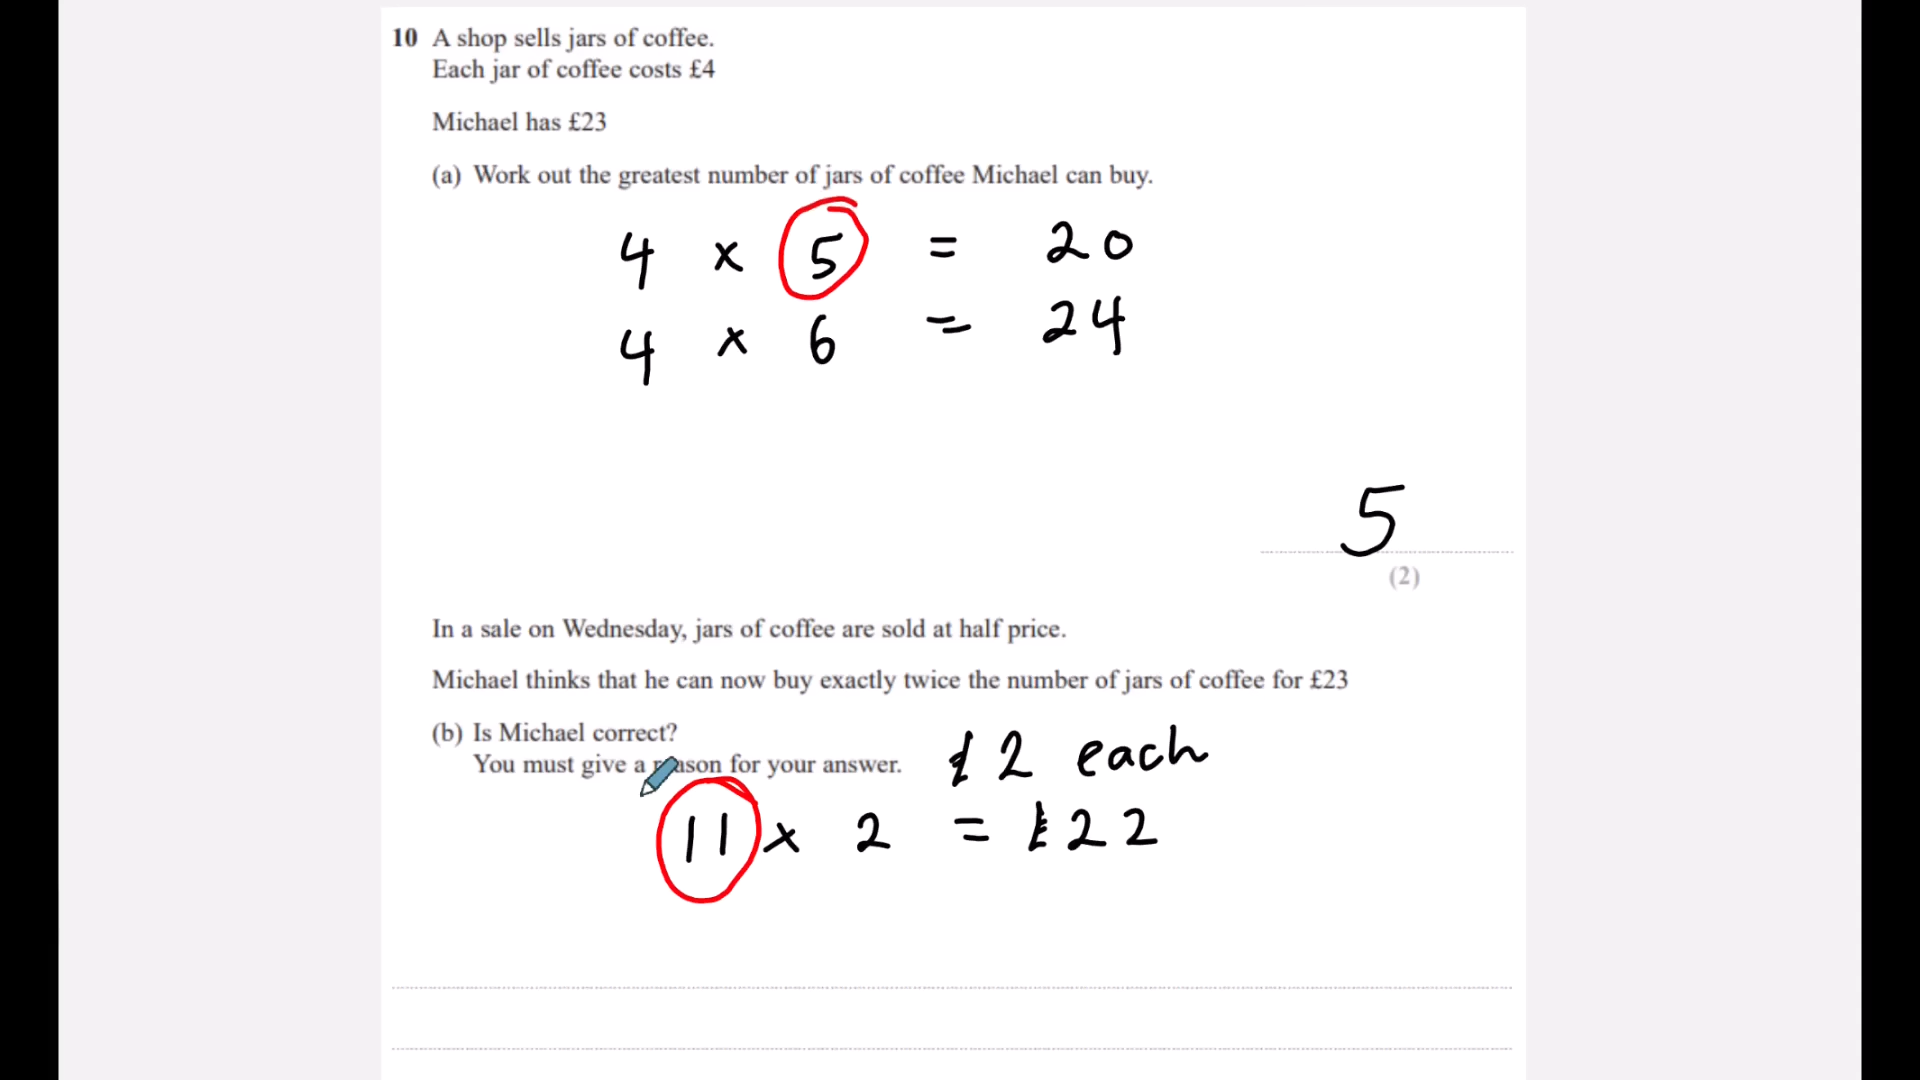 10 A shop sells jars of coffee.
Each jar of coffee costs £4
Michael has £23
(a) Work out the greatest number of jars of coffee Michael can buy.
4 × 5 = 20
4 × 6 = 24
5
(2)
In a sale on Wednesday, jars of coffee are sold at half price.
Michael thinks that he can now buy exactly twice the number of jars of coffee for £23
(b) Is Michael correct?
You must give a reason for your answer.
£2 each
11 × 2 = £22